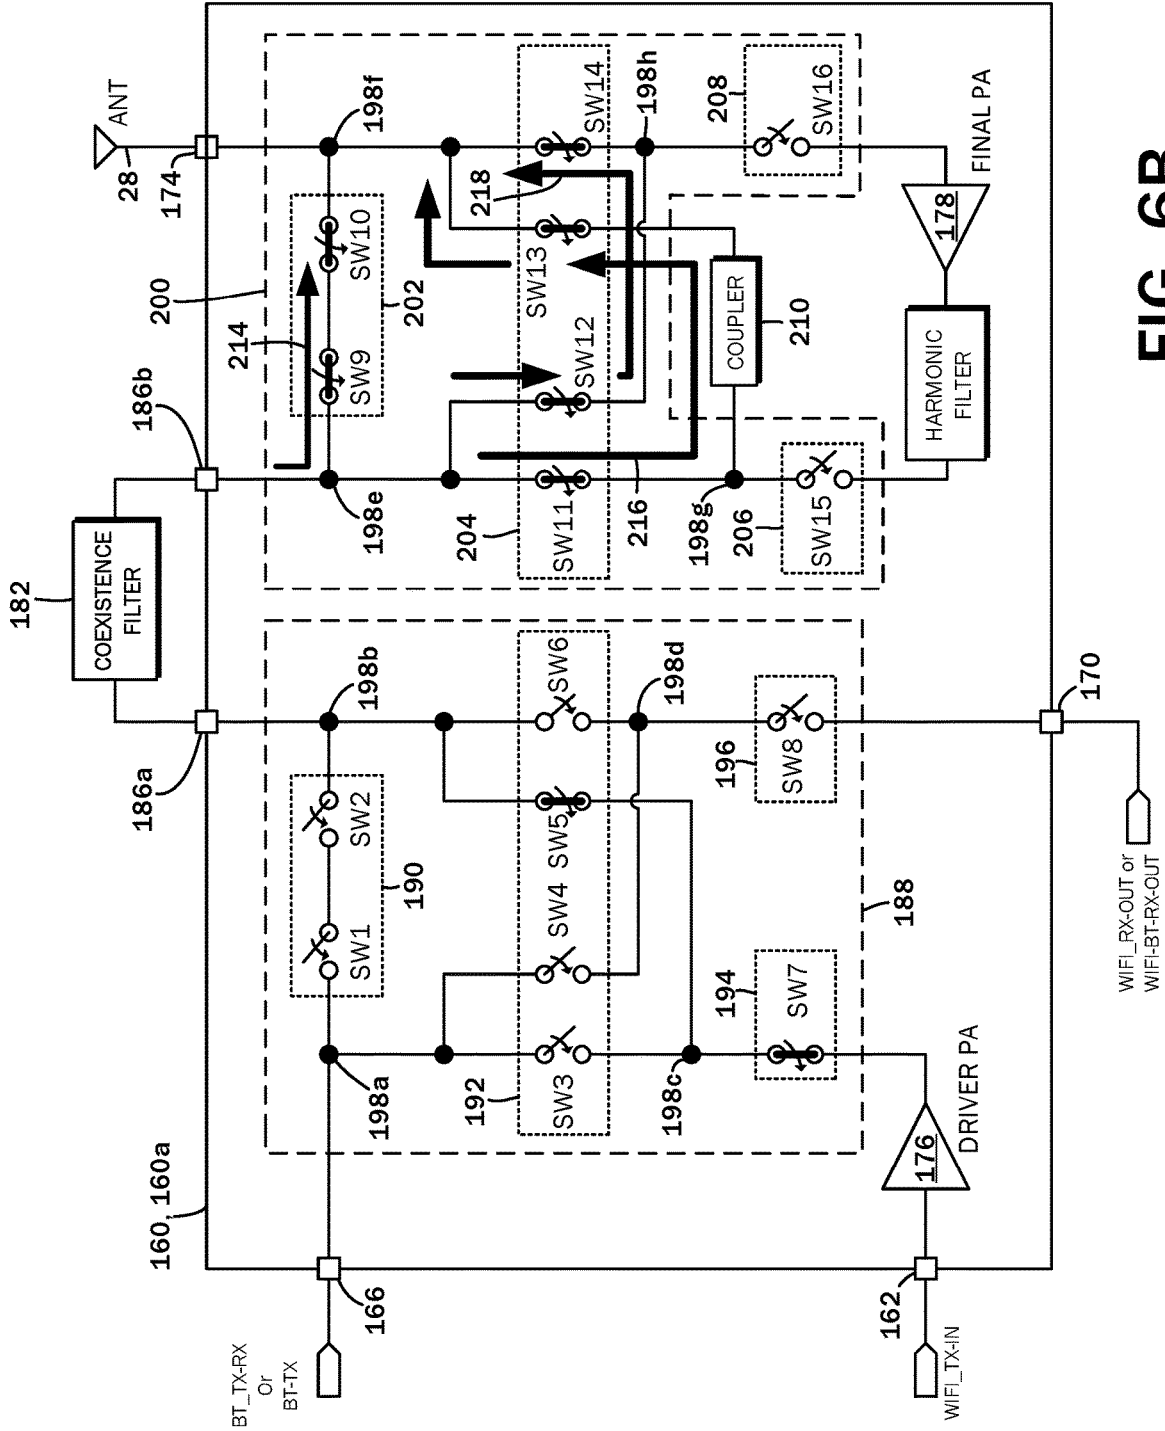 182
COEXISTENCE
FILTER
28
ANT
174
186a
186b
160, 160a
200
198f
198b
198e
198a
214
202
190
SW1
SW2
SW9
SW10
BT_TX-RX
Or
BT-TX
166
192
204
218
SW3
SW4
SW5
SW6
SW11
SW12
SW13
SW14
216
198c
198d
198g
198h
194
SW7
196
SW8
206
SW15
208
SW16
COUPLER
210
188
162
WIFI_TX-IN
176
DRIVER PA
HARMONIC
FILTER
178
FINAL PA
170
WIFI_RX-OUT or
WIFI-BT-RX-OUT
FIG. 6B